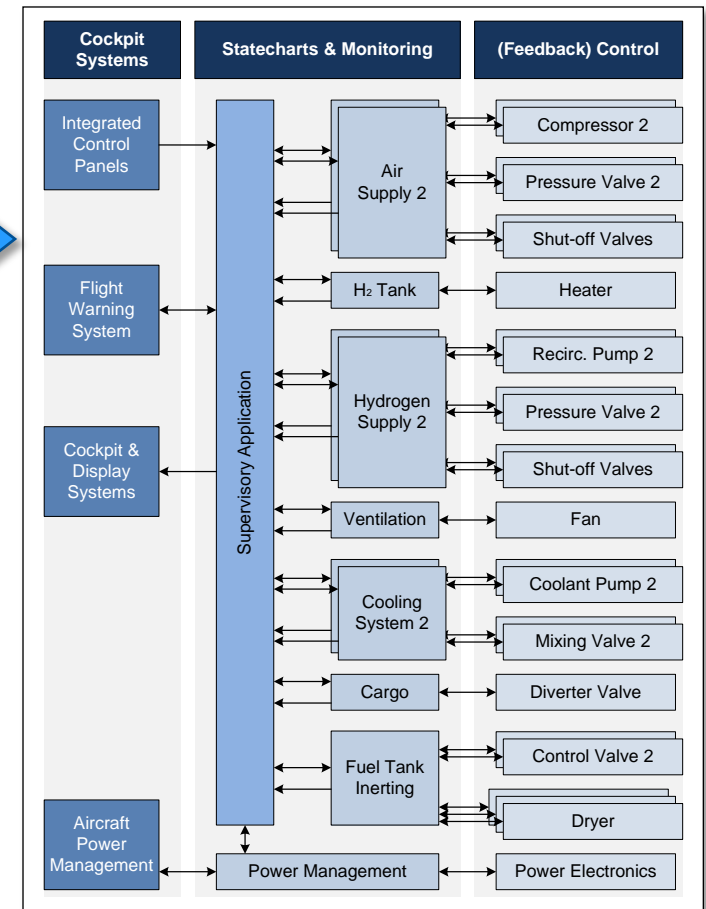 Cockpit
Systems
Statecharts & Monitoring
(Feedback) Control
Integrated
Control
Panels
Flight
Warning
System
Cockpit &
Display
Systems
Aircraft
Power
Management
Supervisory Application
Air
Supply 2
H₂ Tank
Hydrogen
Supply 2
Ventilation
Cooling
System 2
Cargo
Fuel Tank
Inerting
Power Management
Compressor 2
Pressure Valve 2
Shut-off Valves
Heater
Recirc. Pump 2
Pressure Valve 2
Shut-off Valves
Fan
Coolant Pump 2
Mixing Valve 2
Diverter Valve
Control Valve 2
Dryer
Power Electronics